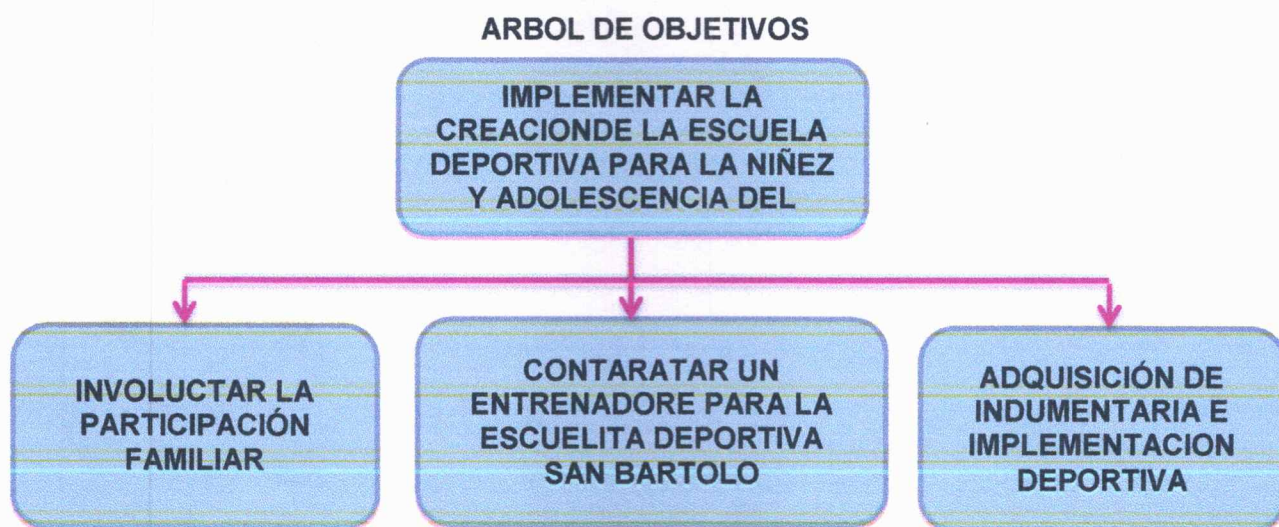 ARBOL DE OBJETIVOS
IMPLEMENTAR LA
CREACIONDE LA ESCUELA
DEPORTIVA PARA LA NIÑEZ
Y ADOLESCENCIA DEL
INVOLUCTAR LA
PARTICIPACIÓN
FAMILIAR
CONTARATAR UN
ENTRENADORE PARA LA
ESCUELITA DEPORTIVA
SAN BARTOLO
ADQUISICIÓN DE
INDUMENTARIA E
IMPLEMENTACION
DEPORTIVA